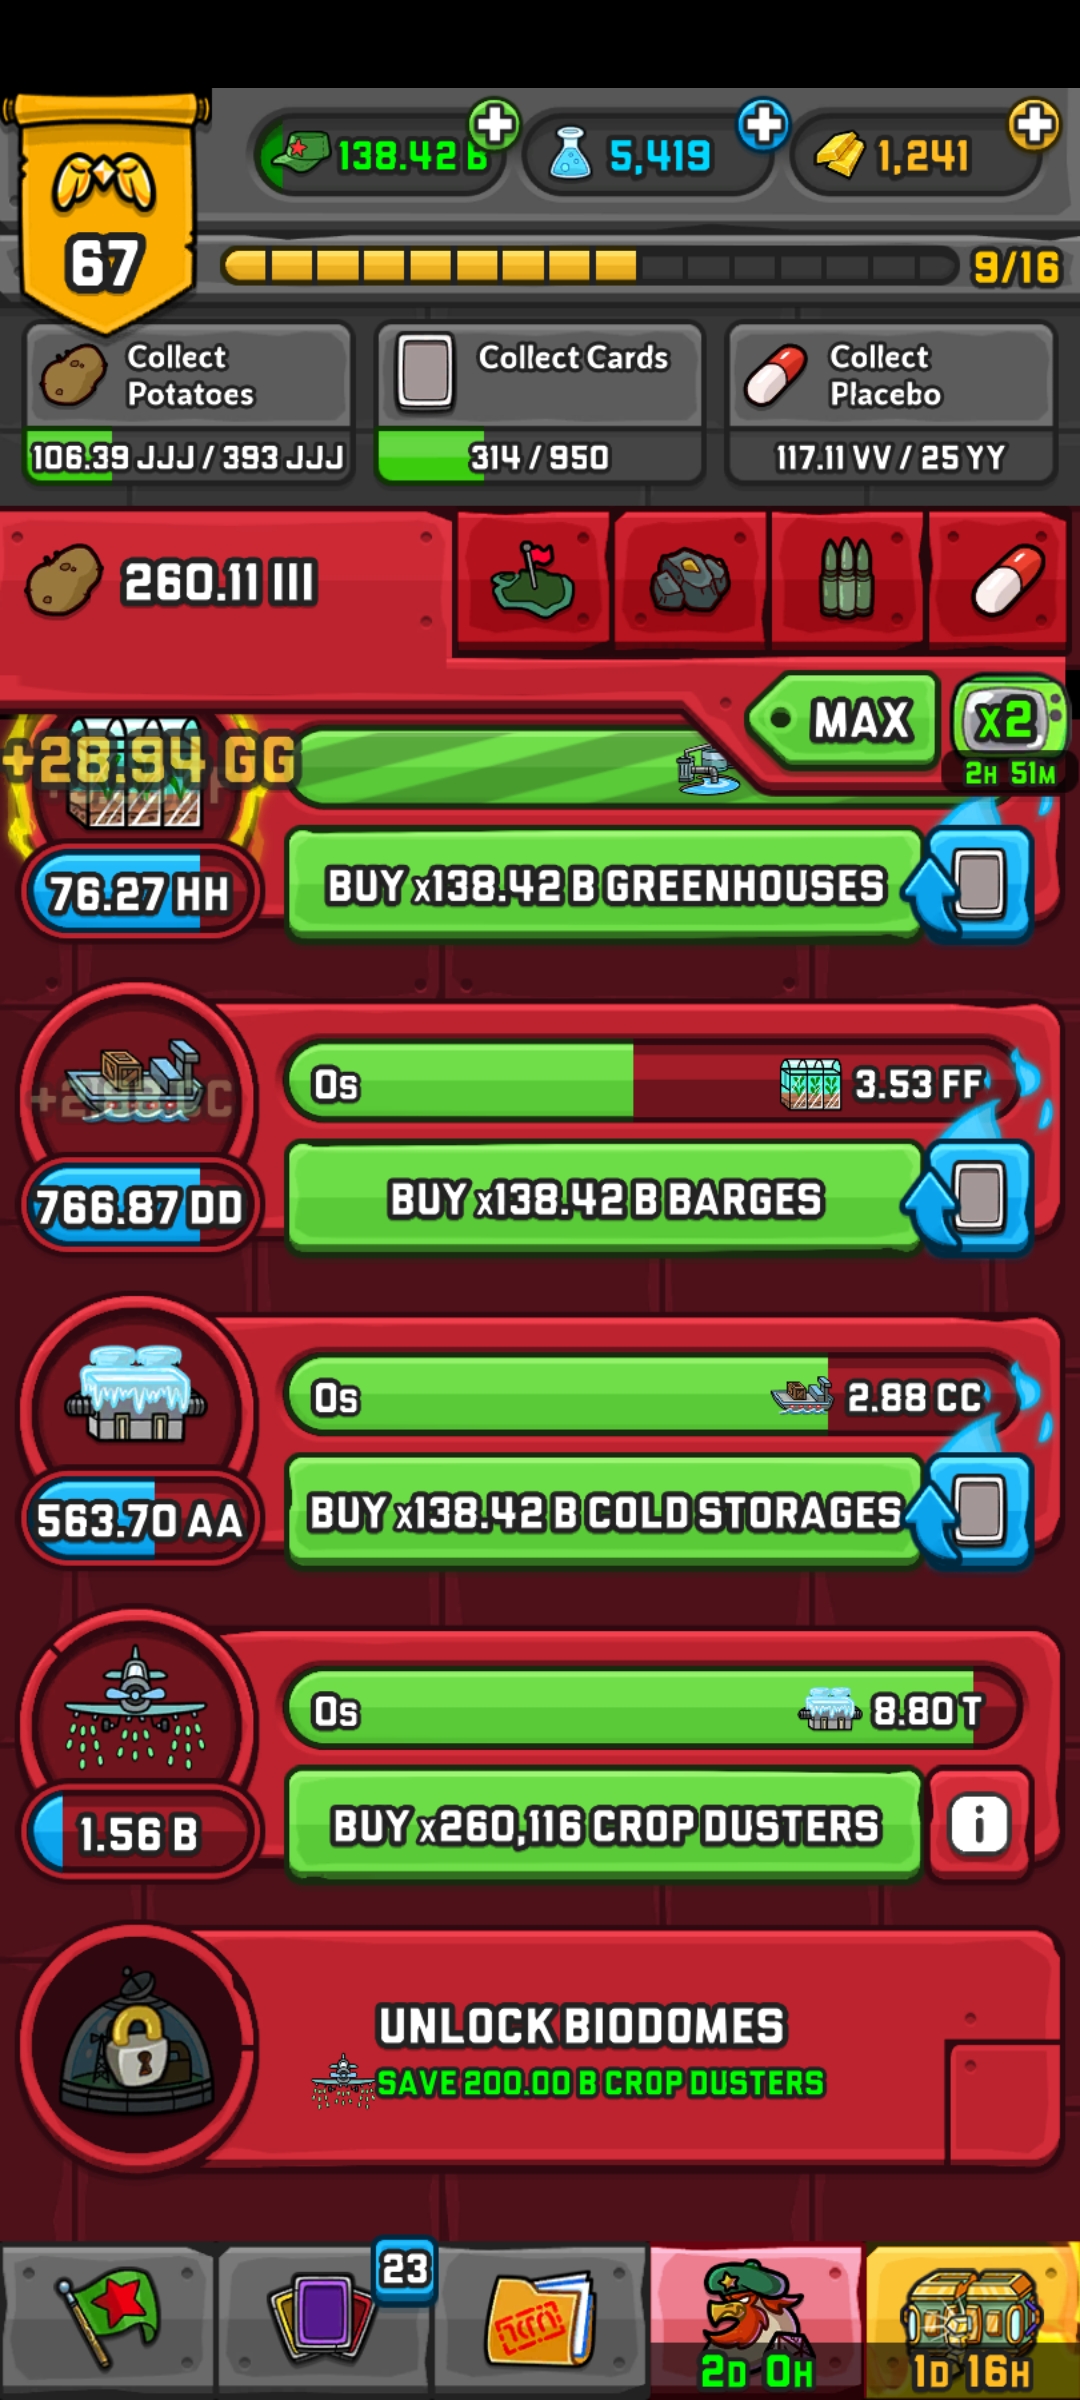 138.42 B
5,419
1,241
67
9/16
Collect
Potatoes
106.39 JJJ / 393 JJJ
Collect Cards
314 / 950
Collect
Placebo
117.11 VV / 25 YY
260.11 III
MAX
x2
2H 51M
+28.94 GG
76.27 HH
BUY x138.42 B GREENHOUSES
0s
3.53 FF
766.87 DD
BUY x138.42 B BARGES
0s
2.88 CC
563.70 AA
BUY x138.42 B COLD STORAGES
0s
8.80 T
1.56 B
BUY x260,116 CROP DUSTERS
i
UNLOCK BIODOMES
SAVE 200.00 B CROP DUSTERS
23
2D 0H
1D 16H